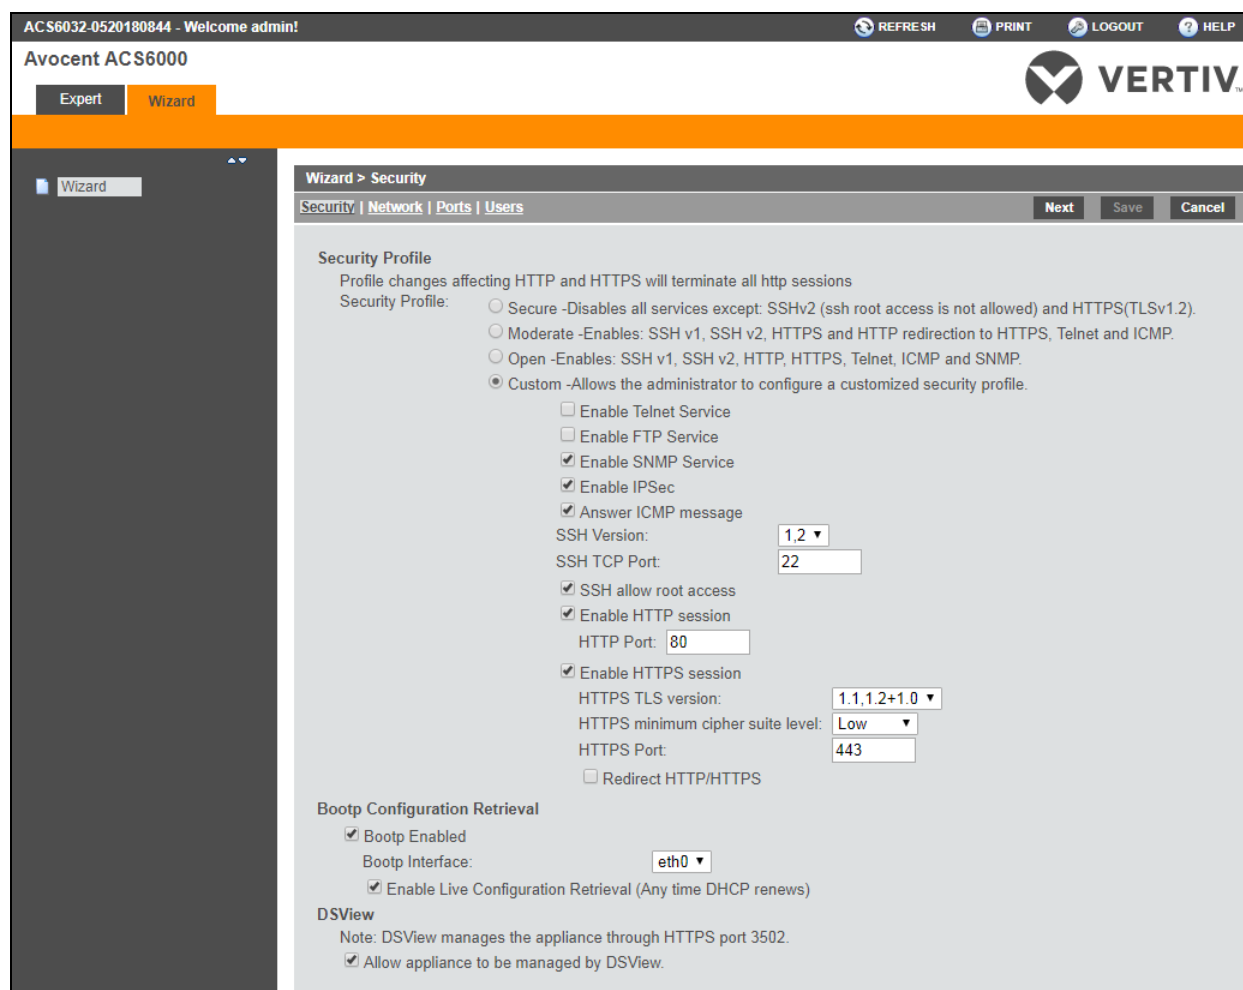 ACS6032-0520180844 - Welcome admin! REFRESH PRINT LOGOUT HELP
Avocent ACS6000
VERTIV™
Expert Wizard
Wizard
Wizard > Security
Security | Network | Ports | Users Next Save Cancel
Security Profile
Profile changes affecting HTTP and HTTPS will terminate all http sessions
Security Profile:
Secure -Disables all services except: SSHv2 (ssh root access is not allowed) and HTTPS(TLSv1.2).
Moderate -Enables: SSH v1, SSH v2, HTTPS and HTTP redirection to HTTPS, Telnet and ICMP.
Open -Enables: SSH v1, SSH v2, HTTP, HTTPS, Telnet, ICMP and SNMP.
Custom -Allows the administrator to configure a customized security profile.
Enable Telnet Service
Enable FTP Service
Enable SNMP Service
Enable IPSec
Answer ICMP message
SSH Version: 1,2
SSH TCP Port: 22
SSH allow root access
Enable HTTP session
HTTP Port: 80
Enable HTTPS session
HTTPS TLS version: 1.1,1.2+1.0
HTTPS minimum cipher suite level: Low
HTTPS Port: 443
Redirect HTTP/HTTPS
Bootp Configuration Retrieval
Bootp Enabled
Bootp Interface: eth0
Enable Live Configuration Retrieval (Any time DHCP renews)
DSView
Note: DSView manages the appliance through HTTPS port 3502.
Allow appliance to be managed by DSView.